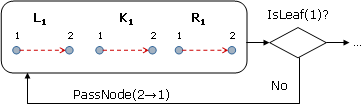 L1 K1 R1 IsLeaf(1)?
1 2 1 2 1 2
...
No
PassNode(2→1)